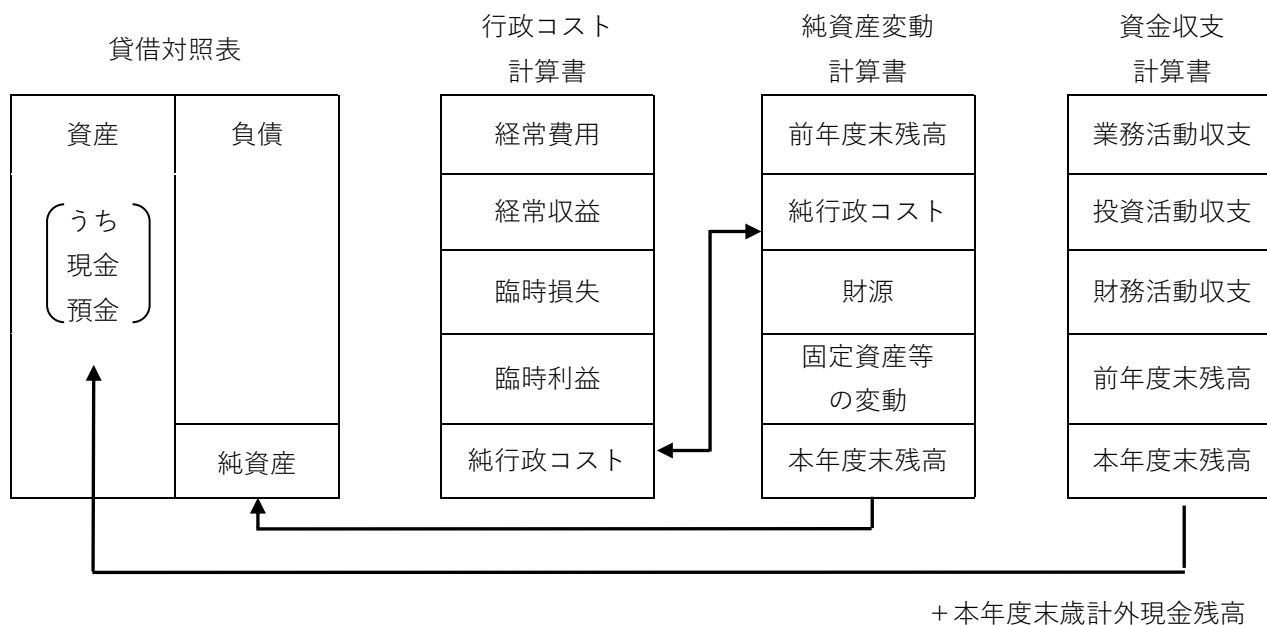 貸借対照表
資産
負債
うち
現金
預金
純資産
行政コスト
計算書
経常費用
経常収益
臨時損失
臨時利益
純行政コスト
純資産変動
計算書
前年度末残高
純行政コスト
財源
固定資産等
の変動
本年度末残高
資金収支
計算書
業務活動収支
投資活動収支
財務活動収支
前年度末残高
本年度末残高
+本年度末歳計外現金残高